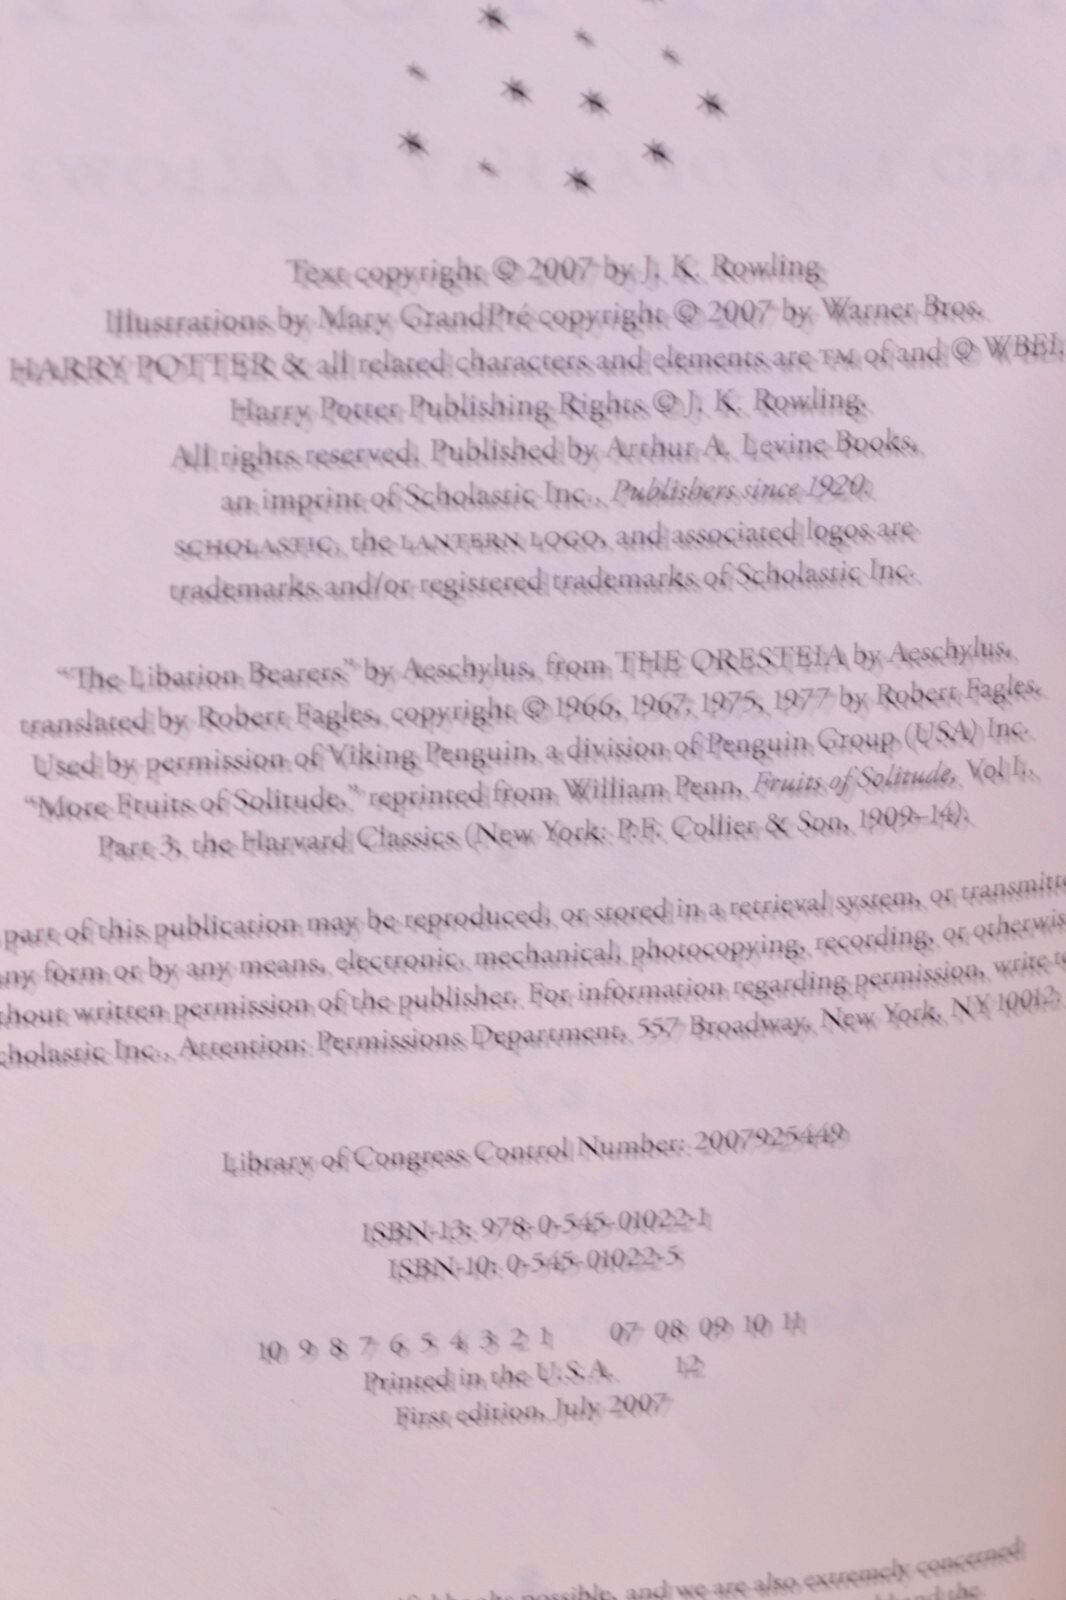 Text copyright © 2007 by J. K. Rowling
Illustrations by Mary GrandPré copyright © 2007 by Warner Bros.
HARRY POTTER & all related characters and elements are TM of and © WBEI.
Harry Potter Publishing Rights © J. K. Rowling.
All rights reserved. Published by Arthur A. Levine Books,
an imprint of Scholastic Inc., Publishers since 1920.
SCHOLASTIC, the LANTERN LOGO, and associated logos are
trademarks and/or registered trademarks of Scholastic Inc.
“The Libation Bearers” by Aeschylus, from THE ORESTEIA by Aeschylus,
translated by Robert Fagles, copyright © 1966, 1967, 1975, 1977 by Robert Fagles.
Used by permission of Viking Penguin, a division of Penguin Group (USA) Inc.
“More Fruits of Solitude,” reprinted from William Penn, Fruits of Solitude, Vol I.,
Part 3, the Harvard Classics (New York: P.F. Collier & Son, 1909–14).
part of this publication may be reproduced, or stored in a retrieval system, or transmitte
ny form or by any means, electronic, mechanical, photocopying, recording, or otherwis
thout written permission of the publisher. For information regarding permission, write to
cholastic Inc., Attention: Permissions Department, 557 Broadway, New York, NY 10012.
Library of Congress Control Number: 2007925449
ISBN-13: 978-0-545-01022-1
ISBN-10: 0-545-01022-5
10 9 8 7 6 5 4 3 2 1 07 08 09 10 11
Printed in the U.S.A. 12
First edition, July 2007
possible, and we are also extremely concerned
the